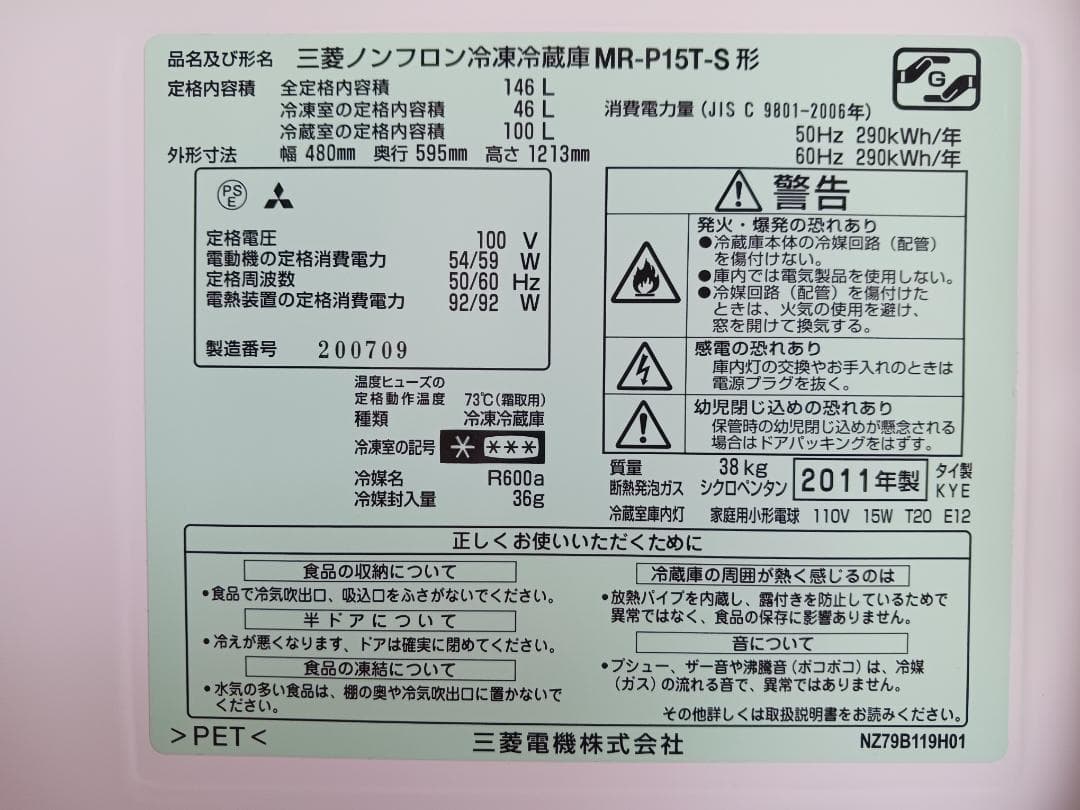 品名及び形名 三菱ノンフロン冷凍冷蔵庫 MR-P15T-S 形
定格内容積 全定格内容積 146 L
冷凍室の定格内容積 46 L
冷蔵室の定格内容積 100 L
外形寸法 幅 480mm 奥行 595mm 高さ 1213mm
G
消費電力量 (JIS C 9801-2006年)
50Hz 290kWh/年
60Hz 290kWh/年
PS
E
定格電圧 100 V
電動機の定格消費電力 54/59 W
定格周波数 50/60 Hz
電熱装置の定格消費電力 92/92 W
製造番号 200709
温度ヒューズの
定格動作温度 73℃(霜取用)
種類 冷凍冷蔵庫
冷凍室の記号 * ***
冷媒名 R600a
冷媒封入量 36g
警告
発火・爆発の恐れあり
●冷蔵庫本体の冷媒回路（配管）
を傷付けない。
●庫内では電気製品を使用しない。
●冷媒回路（配管）を傷付けた
ときは、火気の使用を避け、
窓を開けて換気する。
感電の恐れあり
庫内灯の交換やお手入れのときは
電源プラグを抜く。
幼児閉じ込めの恐れあり
保管時の幼児閉じ込めが懸念される
場合はドアパッキングをはずす。
質量 38 kg
断熱発泡ガス シクロペンタン
2011年製
タイ製
KYE
冷蔵室庫内灯 家庭用小形電球 110V 15W T20 E12
正しくお使いいただくために
食品の収納について
•食品で冷気吹出口、吸込口をふさがないでください。
半ドアについて
•冷えが悪くなります、ドアは確実に閉めてください。
食品の凍結について
•水気の多い食品は、棚の奥や冷気吹出口に置かないで
ください。
冷蔵庫の周囲が熱く感じるのは
•放熱パイプを内蔵し、露付きを防止しているためで
異常ではなく、食品の保存に影響ありません。
音について
•プシュー、ザー音や沸騰音（ボコボコ）は、冷媒
（ガス）の流れる音で、異常ではありません。
その他詳しくは取扱説明書をお読みください。
>PET<
三菱電機株式会社
NZ79B119H01